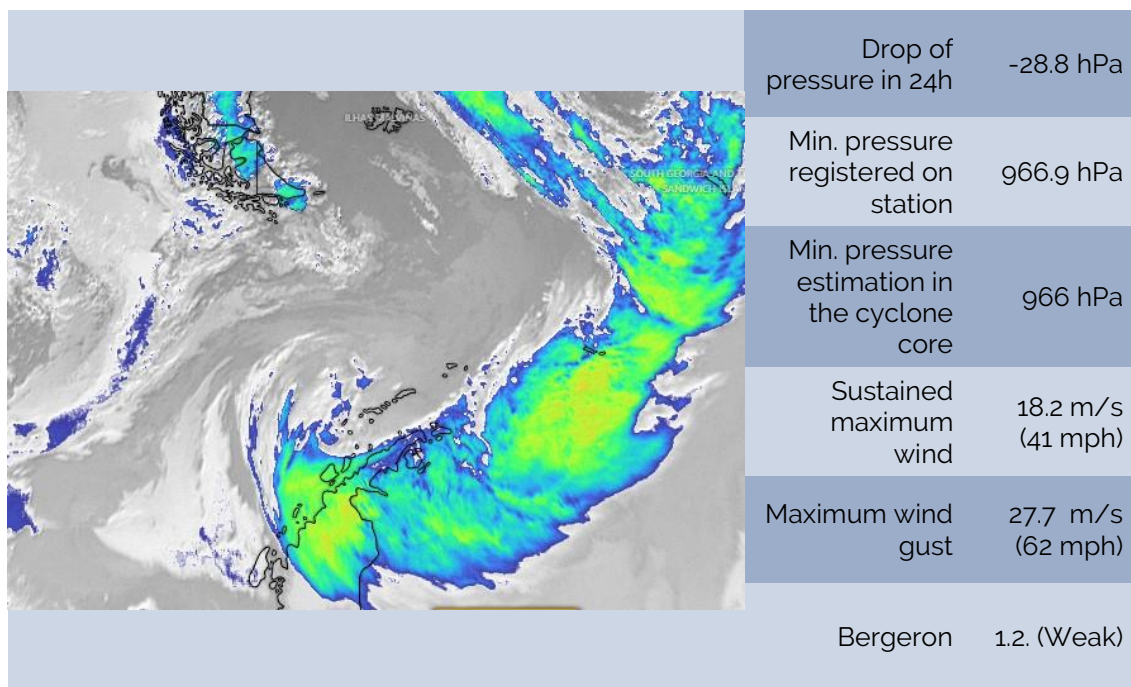 Drop of
pressure in 24h
-28.8 hPa
ILHAS MALVINAS
SOUTH GEORGIA AND
SANDWICH ISLA
Min. pressure
registered on
station
966.9 hPa
Min. pressure
estimation in
the cyclone
core
966 hPa
Sustained
maximum
wind
18.2 m/s
(41 mph)
Maximum wind
gust
27.7 m/s
(62 mph)
Bergeron
1.2. (Weak)